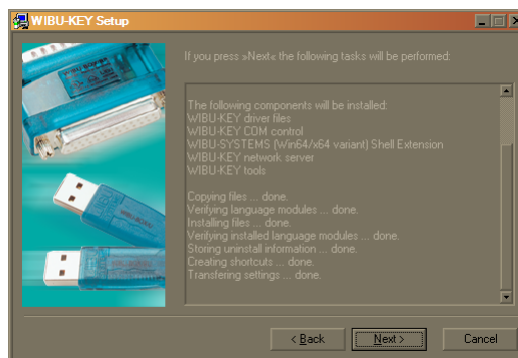 WIBU-KEY Setup
If you press »Next« the following tasks will be performed:
The following components will be installed:
WIBU-KEY driver files
WIBU-KEY COM control
WIBU-SYSTEMS (Win64/x64 variant) Shell Extension
WIBU-KEY network server
WIBU-KEY tools
Copying files ... done.
Verifying language modules ... done.
Installing files ... done.
Verifying installed language modules ... done.
Storing uninstall information ... done.
Creating shortcuts ... done.
Transfering settings ... done.
< Back
Next >
Cancel